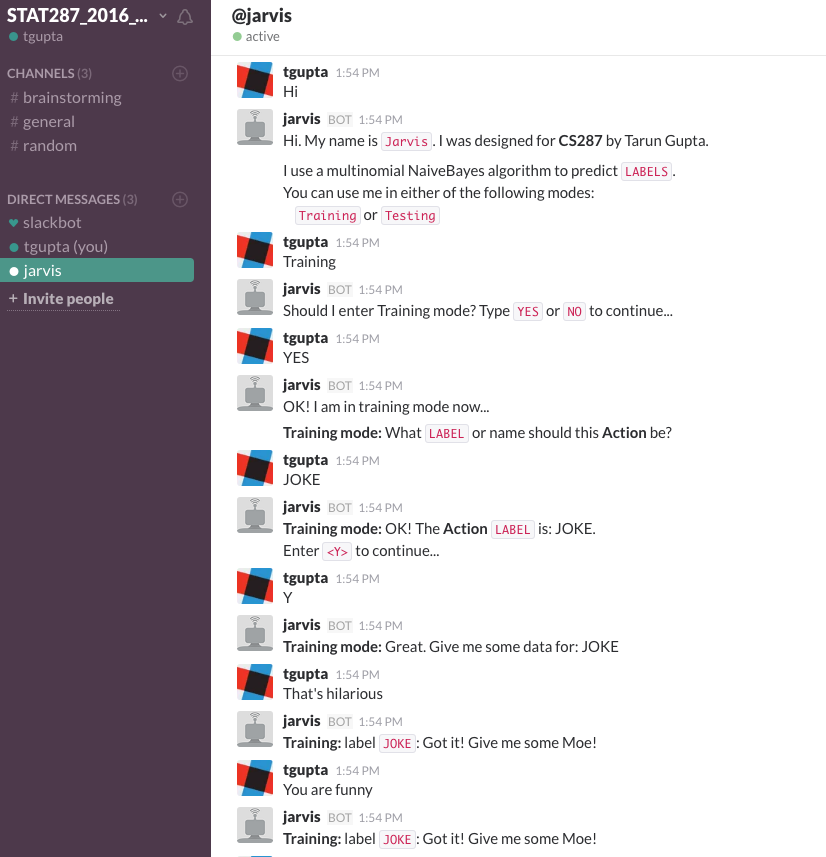 STAT287_2016_...
tgupta
CHANNELS (3)
# brainstorming
# general
# random
DIRECT MESSAGES (3)
slackbot
tgupta (you)
jarvis
+ Invite people
@jarvis
active
tgupta 1:54 PM
Hi
jarvis BOT 1:54 PM
Hi. My name is Jarvis. I was designed for CS287 by Tarun Gupta.
I use a multinomial NaiveBayes algorithm to predict LABELS.
You can use me in either of the following modes:
Training or Testing
tgupta 1:54 PM
Training
jarvis BOT 1:54 PM
Should I enter Training mode? Type YES or NO to continue...
tgupta 1:54 PM
YES
jarvis BOT 1:54 PM
OK! I am in training mode now...
Training mode: What LABEL or name should this Action be?
tgupta 1:54 PM
JOKE
jarvis BOT 1:54 PM
Training mode: OK! The Action LABEL is: JOKE.
Enter <Y> to continue...
tgupta 1:54 PM
Y
jarvis BOT 1:54 PM
Training mode: Great. Give me some data for: JOKE
tgupta 1:54 PM
That's hilarious
jarvis BOT 1:54 PM
Training: label JOKE: Got it! Give me some Moe!
tgupta 1:54 PM
You are funny
jarvis BOT 1:54 PM
Training: label JOKE: Got it! Give me some Moe!